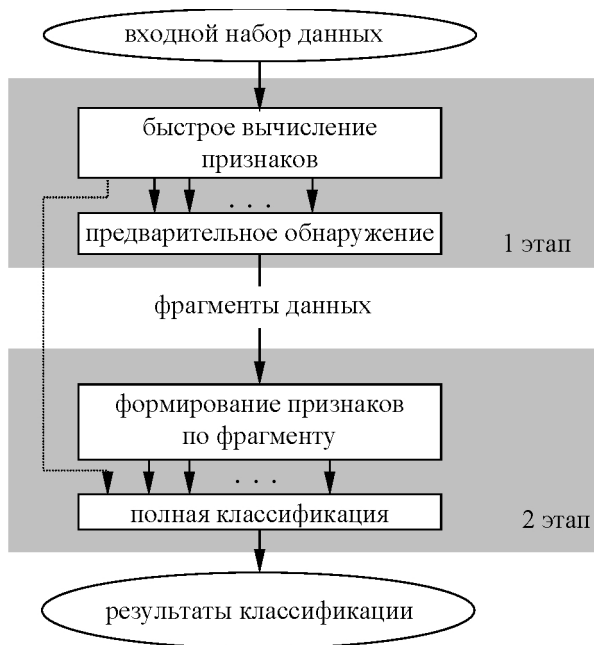 входной набор данных
быстрое вычисление
признаков
. . .
предварительное обнаружение
1 этап
фрагменты данных
формирование признаков
по фрагменту
. . .
полная классификация
2 этап
результаты классификации